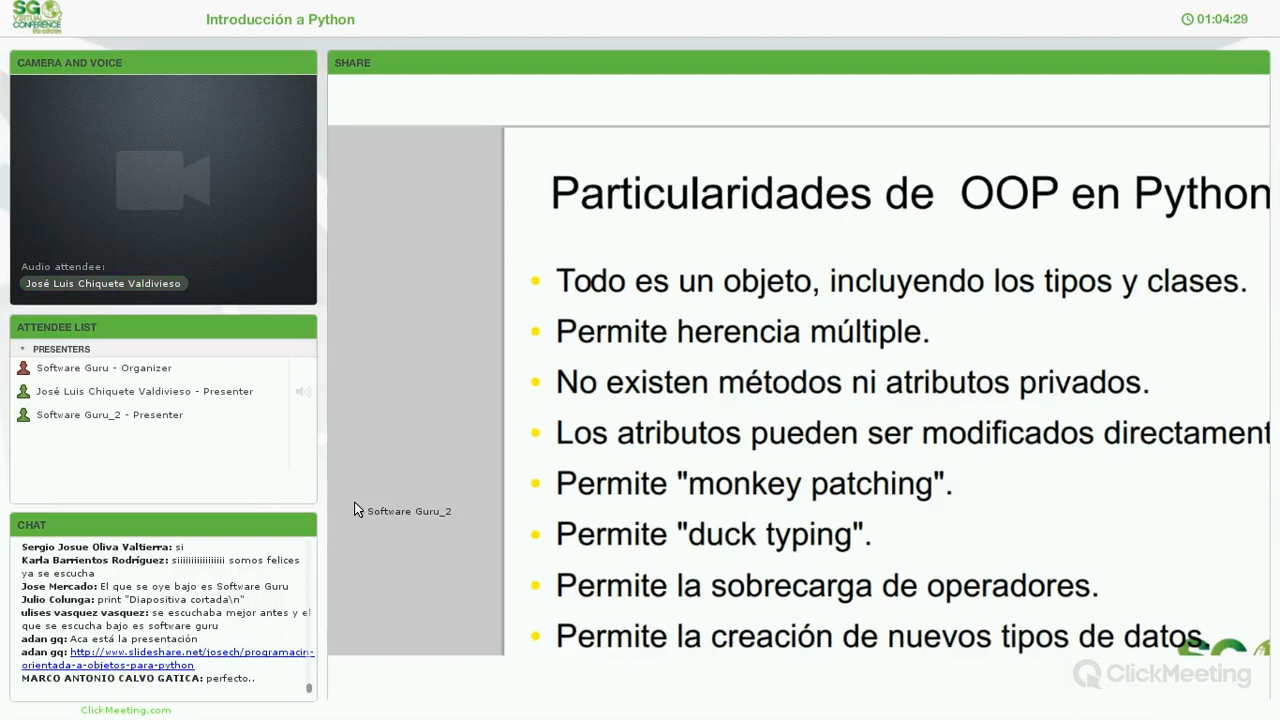 SG
VIRTUAL
CONFERENCE
Introducción a Python
01:04:29
CAMERA AND VOICE
Audio attendee:
José Luis Chiquete Valdivieso
ATTENDEE LIST
PRESENTERS
Software Guru - Organizer
José Luis Chiquete Valdivieso - Presenter
Software Guru_2 - Presenter
CHAT
Sergio Josue Oliva Valtierra: si
Karla Barrientos Rodríguez: siiiiiiiiiiiiiiiii somos felices
ya se escucha
Jose Mercado: El que se oye bajo es Software Guru
Julio Colunga: print "Diapositiva cortada\n"
ulises vasquez vasquez: se escuchaba mejor antes y el
que se escucha bajo es software guru
adan gq: Aca está la presentación
adan gq: http://www.slideshare.net/josech/programacin-
orientada-a-objetos-para-python
MARCO ANTONIO CALVO GATICA: perfecto..
ClickMeeting.com
SHARE
Particularidades de OOP en Python
Todo es un objeto, incluyendo los tipos y clases.
Permite herencia múltiple.
No existen métodos ni atributos privados.
Los atributos pueden ser modificados directament
Permite "monkey patching".
Software Guru_2
Permite "duck typing".
Permite la sobrecarga de operadores.
Permite la creación de nuevos tipos de datos.
SG
ClickMeeting